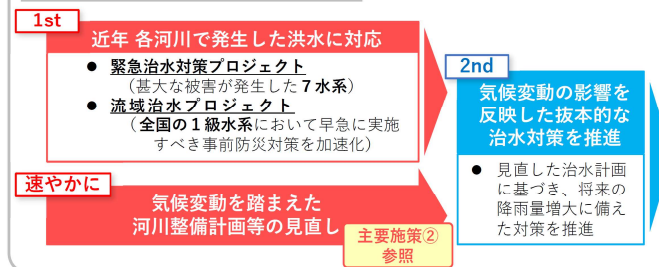 1st
近年 各河川で発生した洪水に対応
● 緊急治水対策プロジェクト
（甚大な被害が発生した７水系）
● 流域治水プロジェクト
（全国の１級水系において早急に実施
すべき事前防災対策を加速化）
速やかに
気候変動を踏まえた
河川整備計画等の見直し
主要施策②
参照
2nd
気候変動の影響を
反映した抜本的な
治水対策を推進
● 見直した治水計画
に基づき、将来の
降雨量増大に備え
た対策を推進